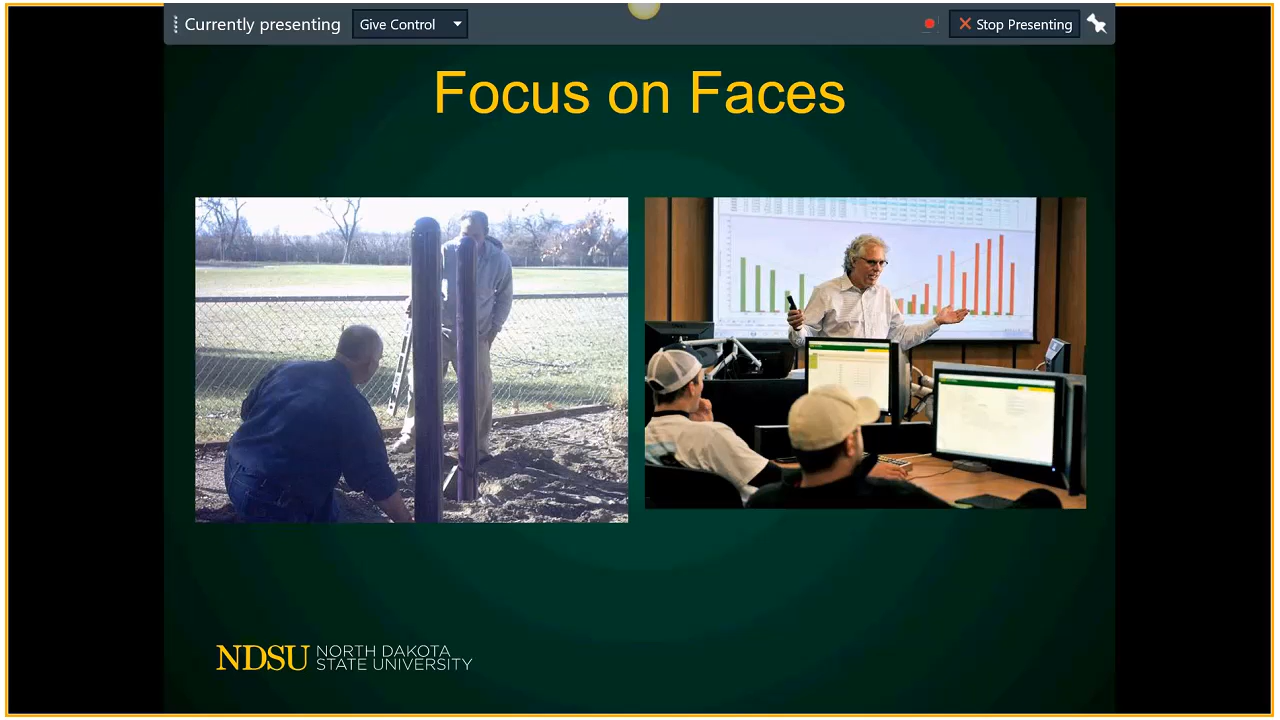 Currently presenting
Give Control
Stop Presenting
Focus on Faces
NDSU NORTH DAKOTA
STATE UNIVERSITY